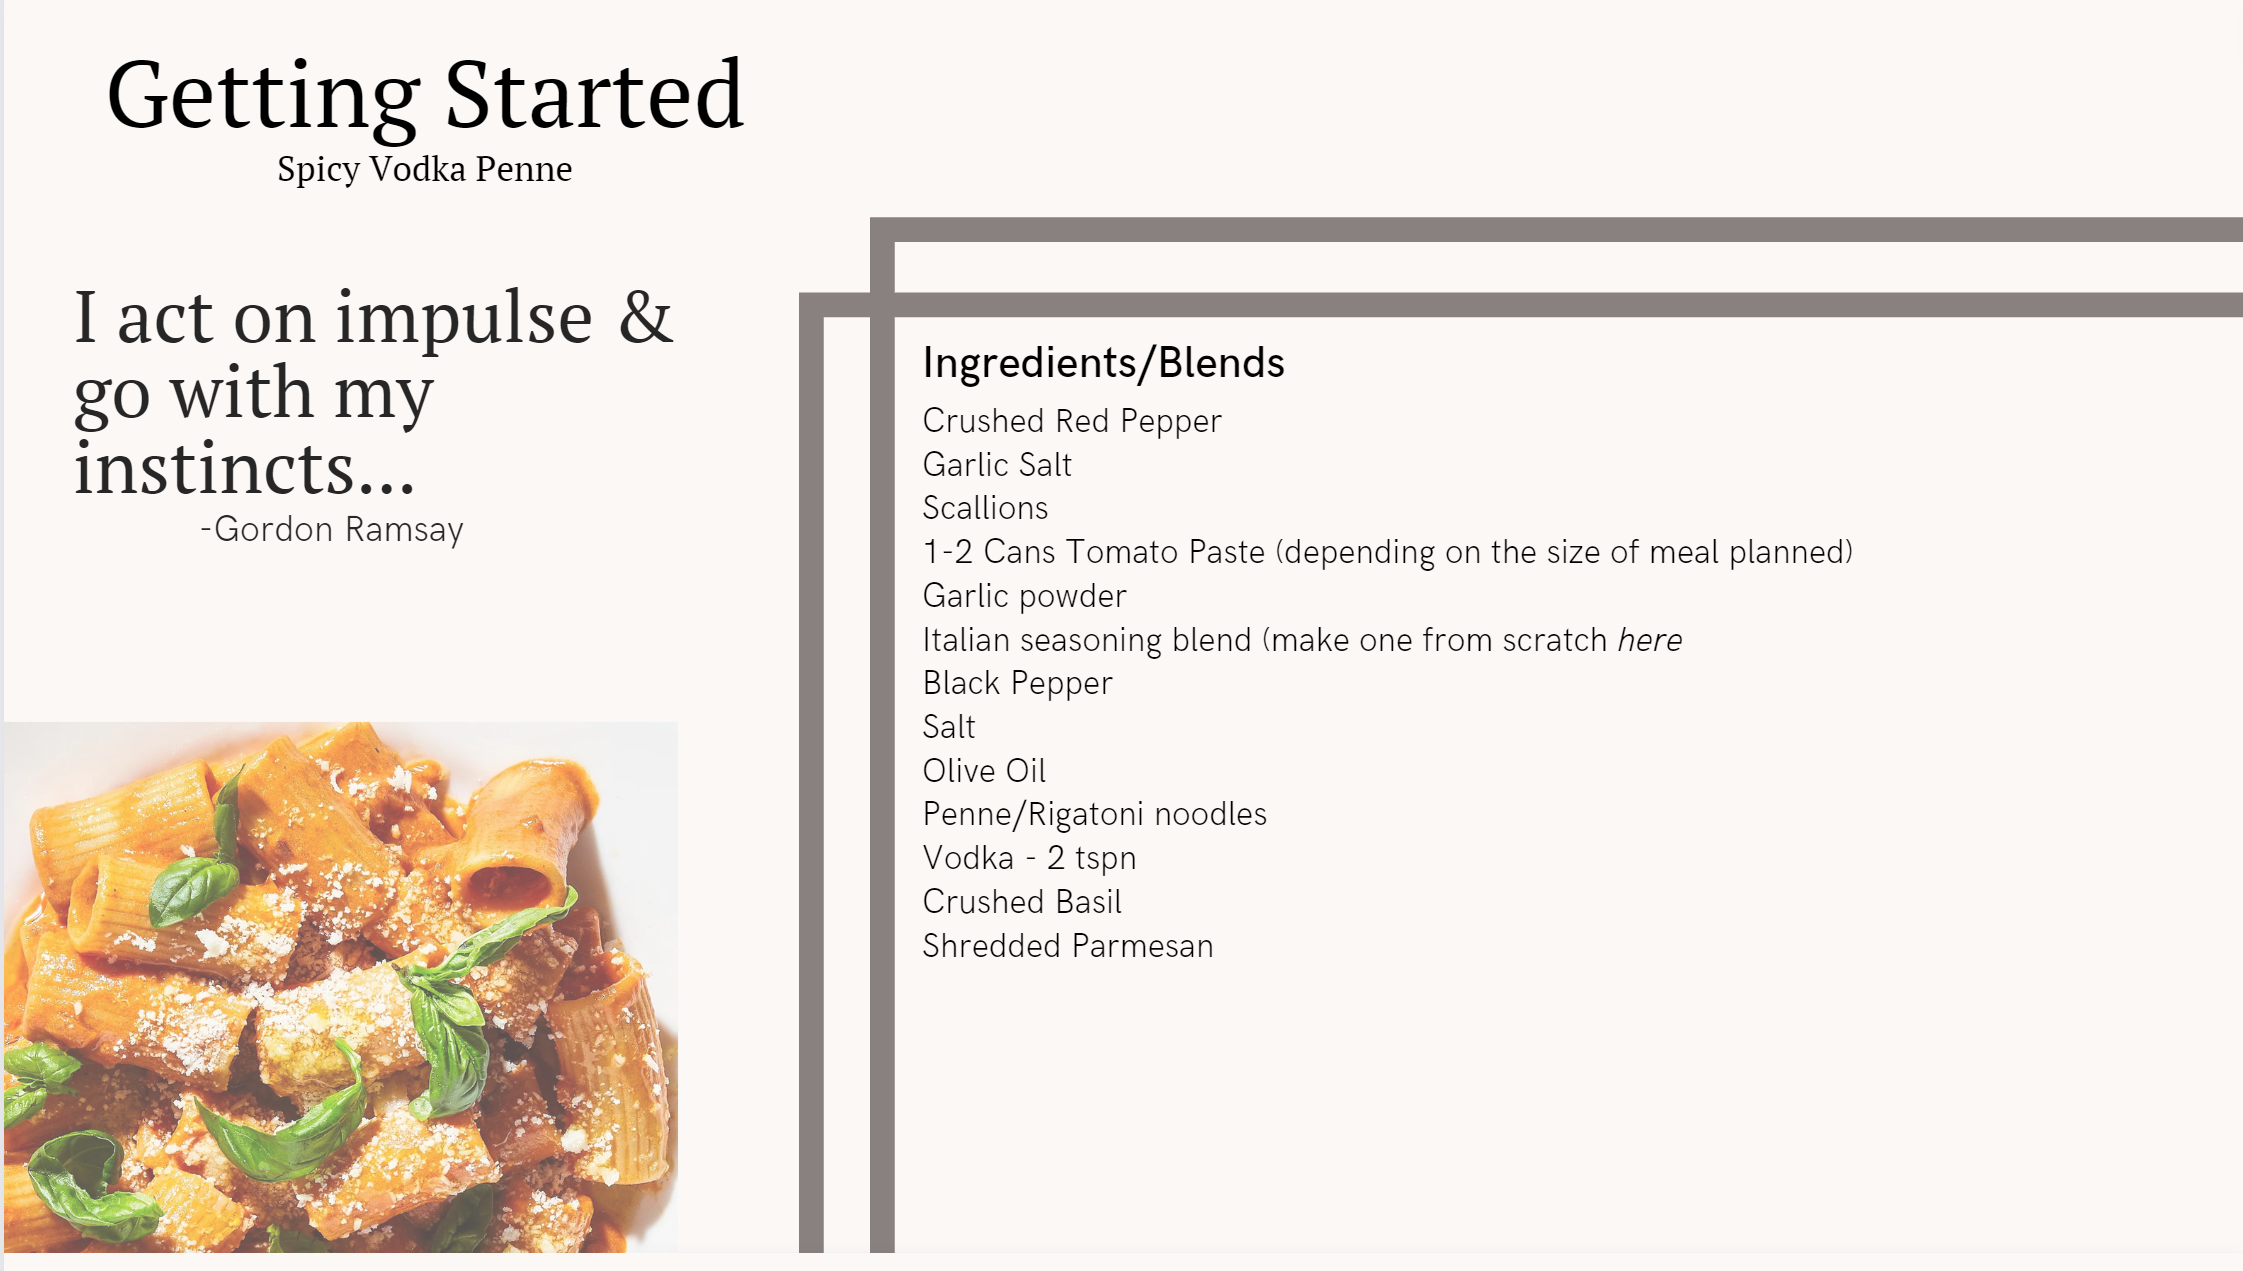 Getting Started
Spicy Vodka Penne
I act on impulse &
go with my
instincts...
-Gordon Ramsay
Ingredients/Blends
Crushed Red Pepper
Garlic Salt
Scallions
1-2 Cans Tomato Paste (depending on the size of meal planned)
Garlic powder
Italian seasoning blend (make one from scratch here
Black Pepper
Salt
Olive Oil
Penne/Rigatoni noodles
Vodka - 2 tspn
Crushed Basil
Shredded Parmesan